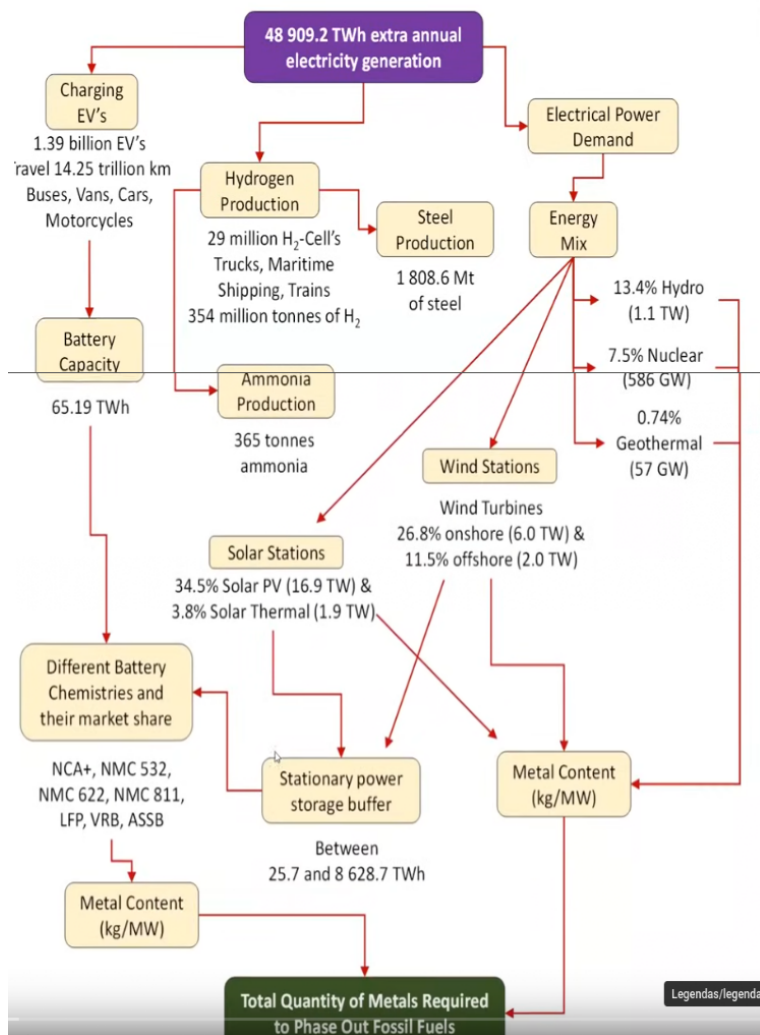 48 909.2 TWh extra annual
electricity generation
Charging
EV's
1.39 billion EV's
ravel 14.25 trillion km
Buses, Vans, Cars,
Motorcycles
Electrical Power
Demand
Hydrogen
Production
29 million H₂-Cell's
Trucks, Maritime
Shipping, Trains
354 million tonnes of H₂
Steel
Production
1 808.6 Mt
of steel
Energy
Mix
13.4% Hydro
(1.1 TW)
7.5% Nuclear
(586 GW)
0.74%
Geothermal
(57 GW)
Battery
Capacity
65.19 TWh
Ammonia
Production
365 tonnes
ammonia
Wind Stations
Wind Turbines
26.8% onshore (6.0 TW) &
11.5% offshore (2.0 TW)
Solar Stations
34.5% Solar PV (16.9 TW) &
3.8% Solar Thermal (1.9 TW)
Different Battery
Chemistries and
their market share
NCA+, NMC 532,
NMC 622, NMC 811,
LFP, VRB, ASSB
Stationary power
storage buffer
Between
25.7 and 8 628.7 TWh
Metal Content
(kg/MW)
Metal Content
(kg/MW)
Total Quantity of Metals Required
to Phase Out Fossil Fuels
Legendas/legenda